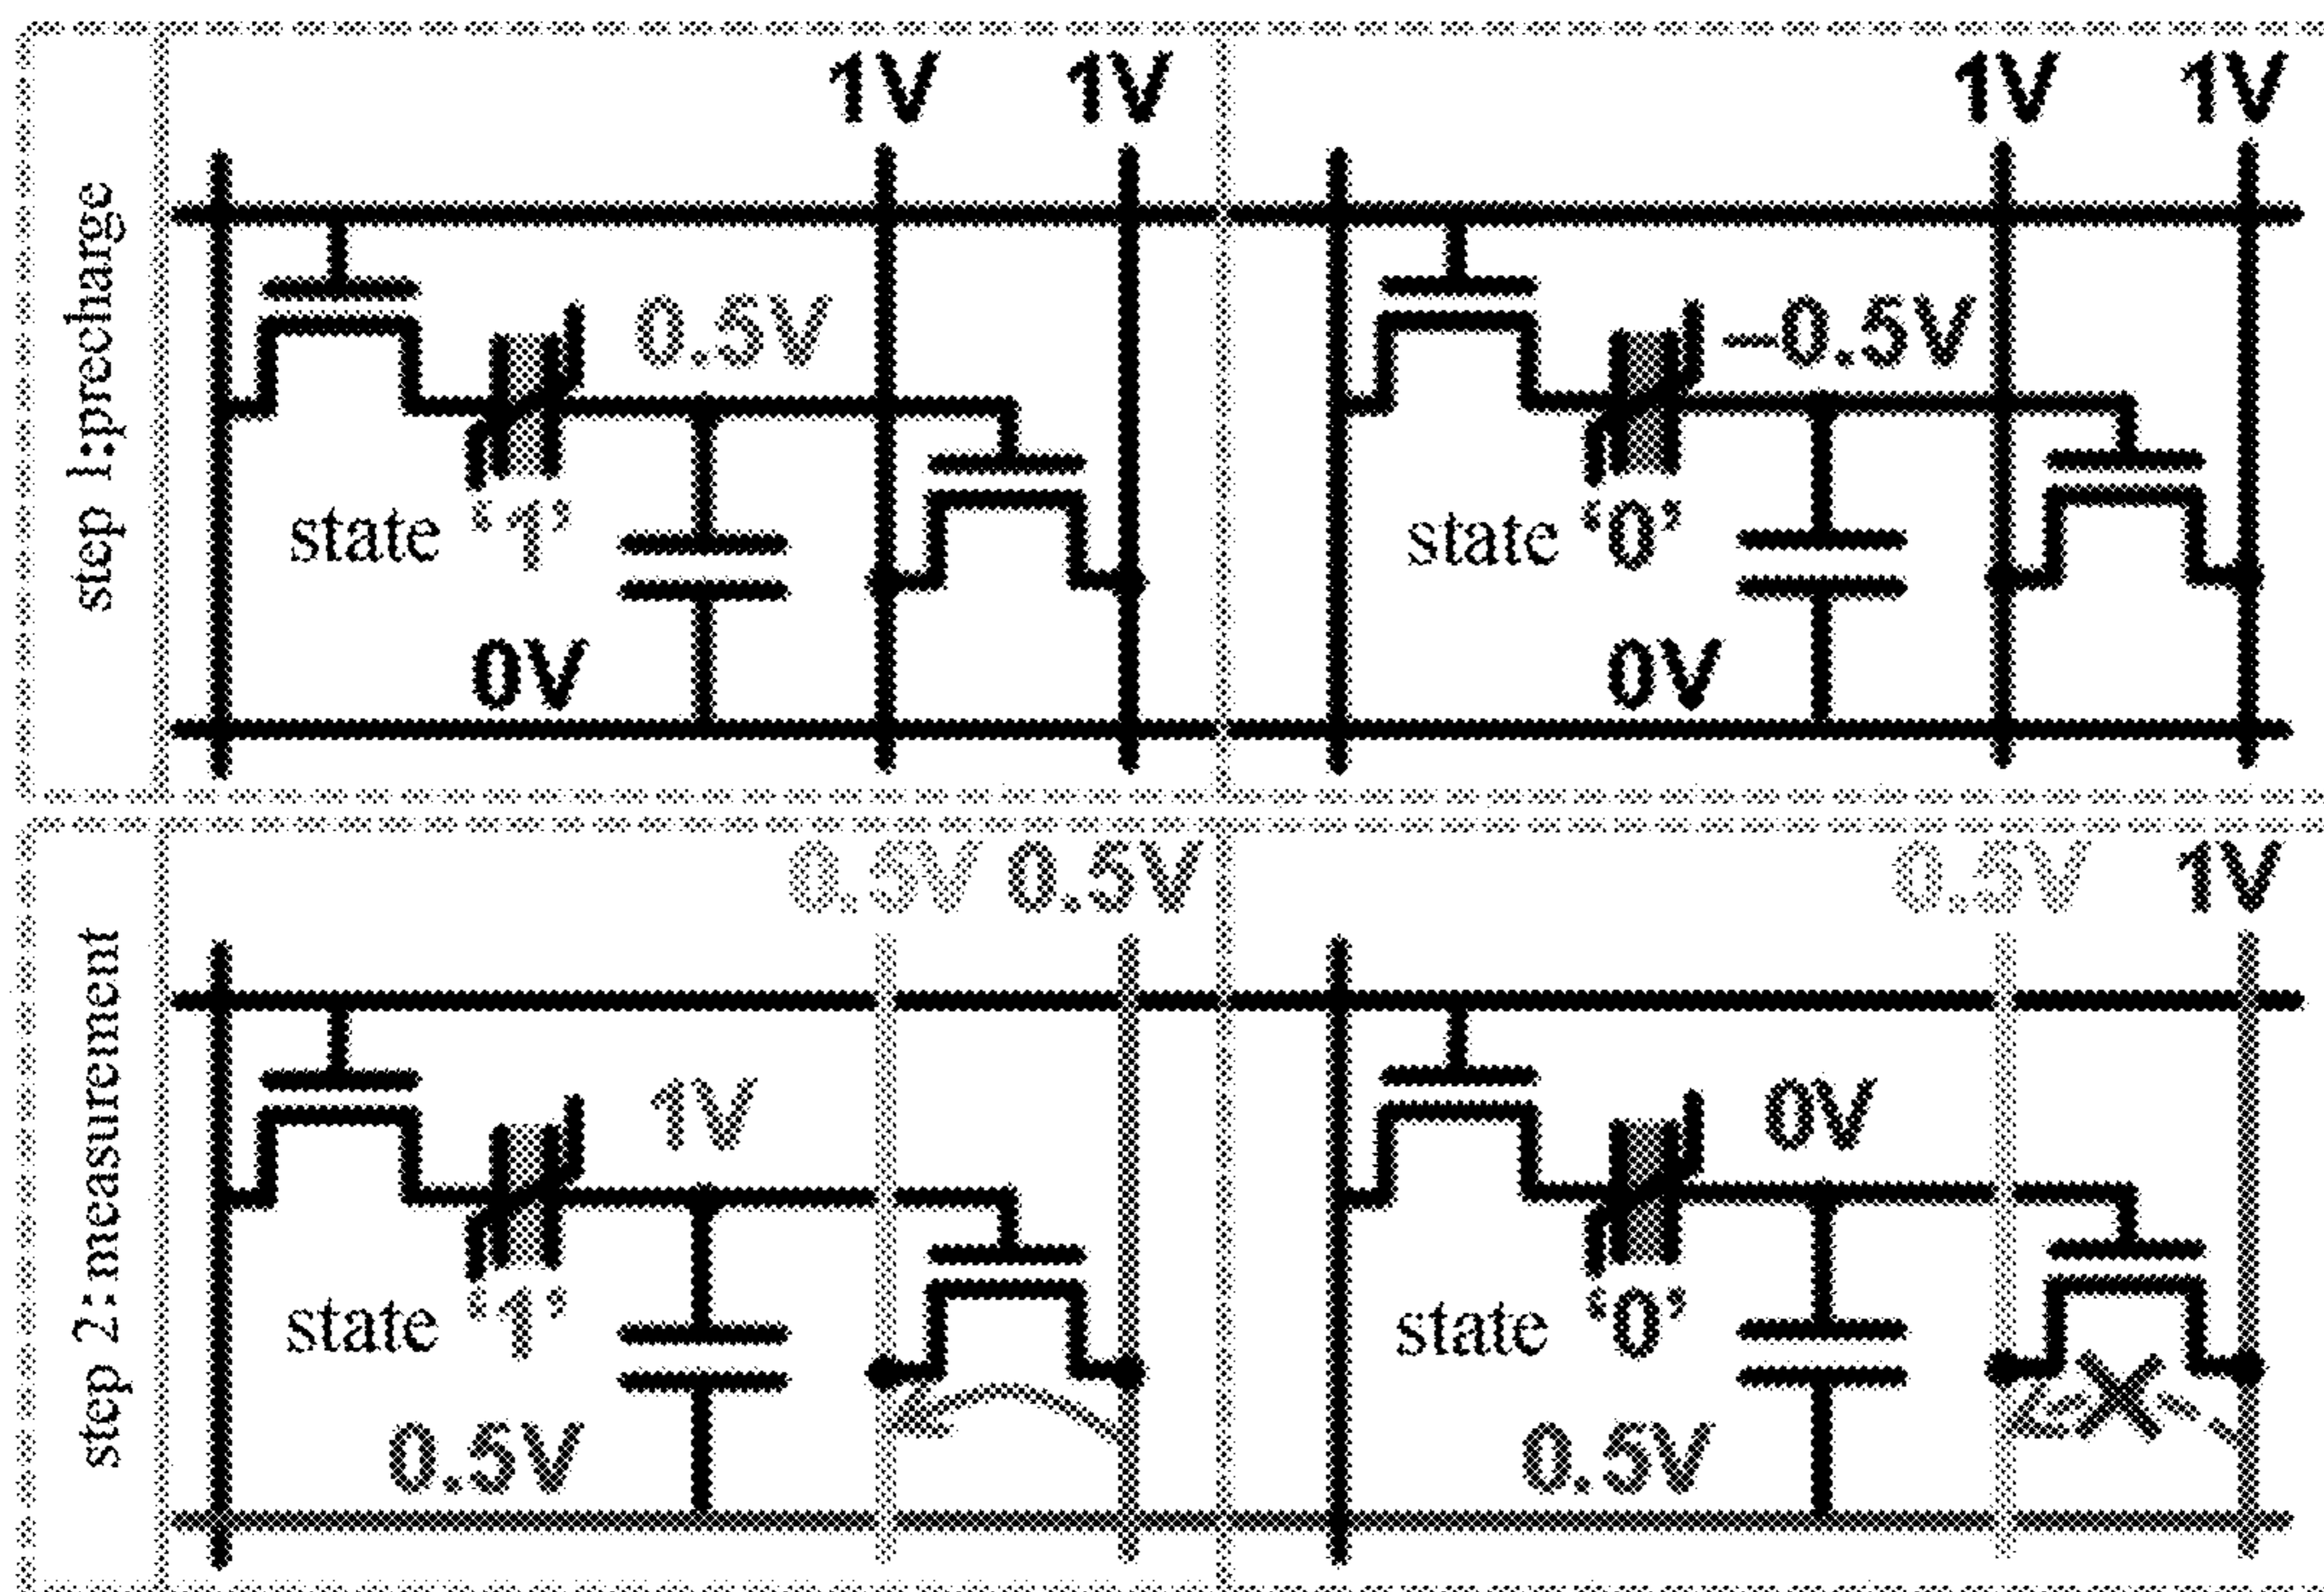 step 1:precharge
1V 1V
0.5V
state ‘1’
0V
1V 1V
–0.5V
state ‘0’
0V
step 2:measurement
0.5V 0.5V
1V
state ‘1’
0.5V
0.5V 1V
0V
state ‘0’
0.5V